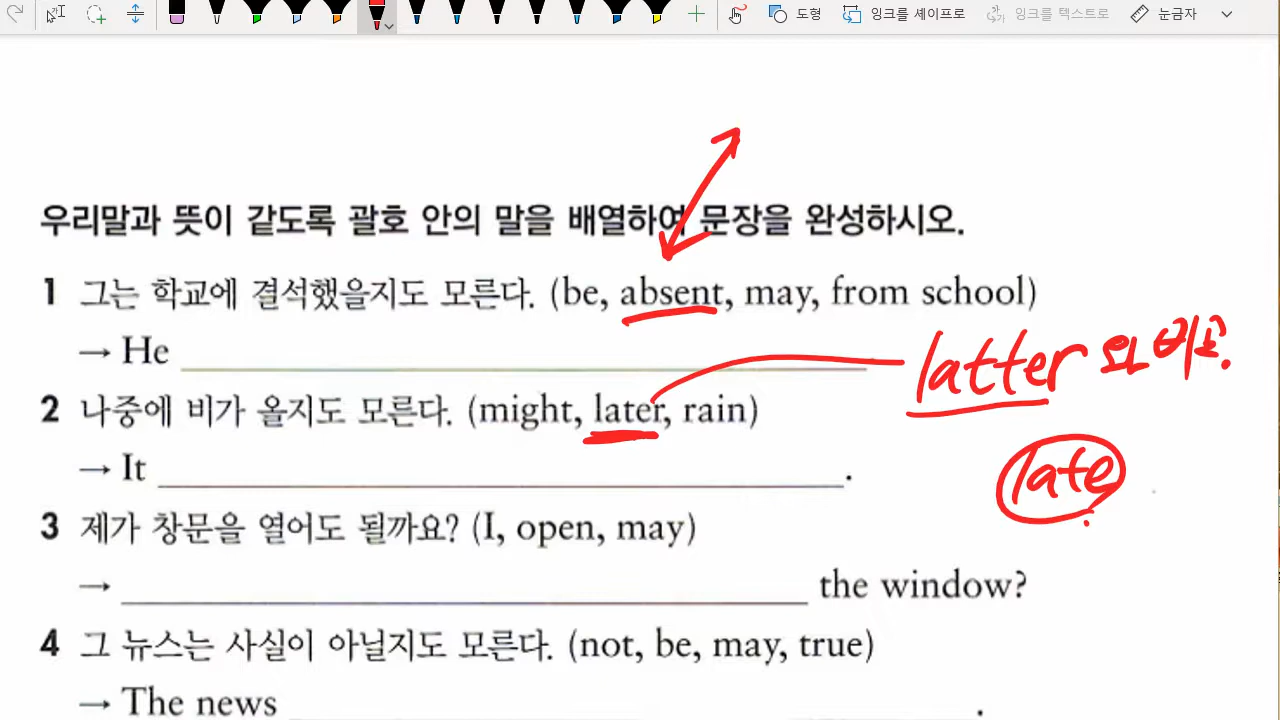 도형 잉크를 셰이프로 잉크를 텍스트로 눈금자
우리말과 뜻이 같도록 괄호 안의 말을 배열하여 문장을 완성하시오.
1 그는 학교에 결석했을지도 모른다. (be, absent, may, from school)
→ He
latter와 비교.
2 나중에 비가 올지도 모른다. (might, later, rain)
→ It .
late
3 제가 창문을 열어도 될까요? (I, open, may)
→ the window?
4 그 뉴스는 사실이 아닐지도 모른다. (not, be, may, true)
→ The news .